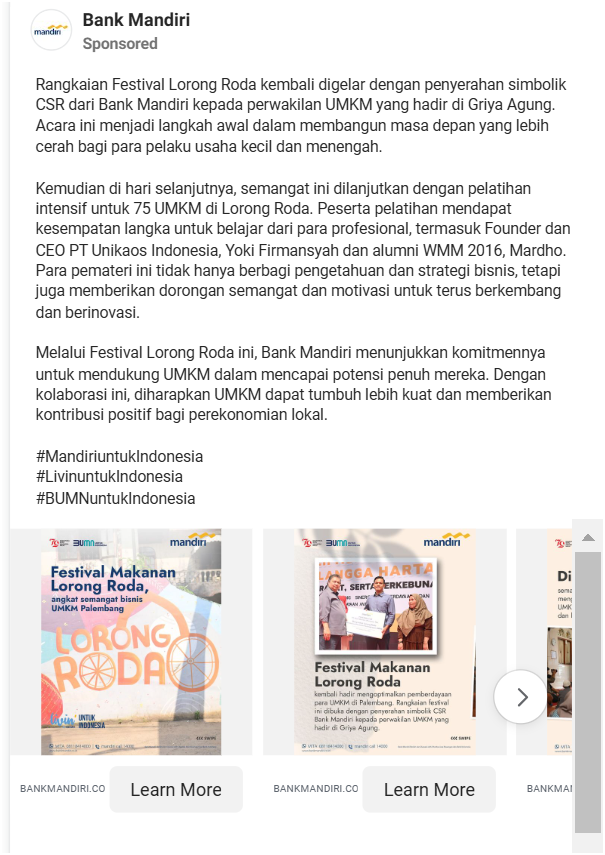 Bank Mandiri
Sponsored
mandiri
Rangkaian Festival Lorong Roda kembali digelar dengan penyerahan simbolik
CSR dari Bank Mandiri kepada perwakilan UMKM yang hadir di Griya Agung.
Acara ini menjadi langkah awal dalam membangun masa depan yang lebih
cerah bagi para pelaku usaha kecil dan menengah.
Kemudian di hari selanjutnya, semangat ini dilanjutkan dengan pelatihan
intensif untuk 75 UMKM di Lorong Roda. Peserta pelatihan mendapat
kesempatan langka untuk belajar dari para profesional, termasuk Founder dan
CEO PT Unikaos Indonesia, Yoki Firmansyah dan alumni WMM 2016, Mardho.
Para pemateri ini tidak hanya berbagi pengetahuan dan strategi bisnis, tetapi
juga memberikan dorongan semangat dan motivasi untuk terus berkembang
dan berinovasi.
Melalui Festival Lorong Roda ini, Bank Mandiri menunjukkan komitmennya
untuk mendukung UMKM dalam mencapai potensi penuh mereka. Dengan
kolaborasi ini, diharapkan UMKM dapat tumbuh lebih kuat dan memberikan
kontribusi positif bagi perekonomian lokal.
#MandiriuntukIndonesia
#LivinuntukIndonesia
#BUMNuntukIndonesia
BUMN
mandiri
Festival Makanan
Lorong Roda,
angkat semangat bisnis
UMKM Palembang
LORONG
RODA
livin'
UNTUK
INDONESIA
BUMN
mandiri
LANGGA HARTA
SERTA PERKEBUNA
Festival Makanan
Lorong Roda
kembali hadir mengoptimalkan pemberdayaan
para UMKM di Palembang. Rangkaian festival
ini dibuka dengan penyerahan simbolik CSR
Bank Mandiri kepada perwakilan UMKM yang
hadir di Griya Agung.
Di
BANKMANDIRI.CO
Learn More
BANKMANDIRI.CO
Learn More
BANKMA